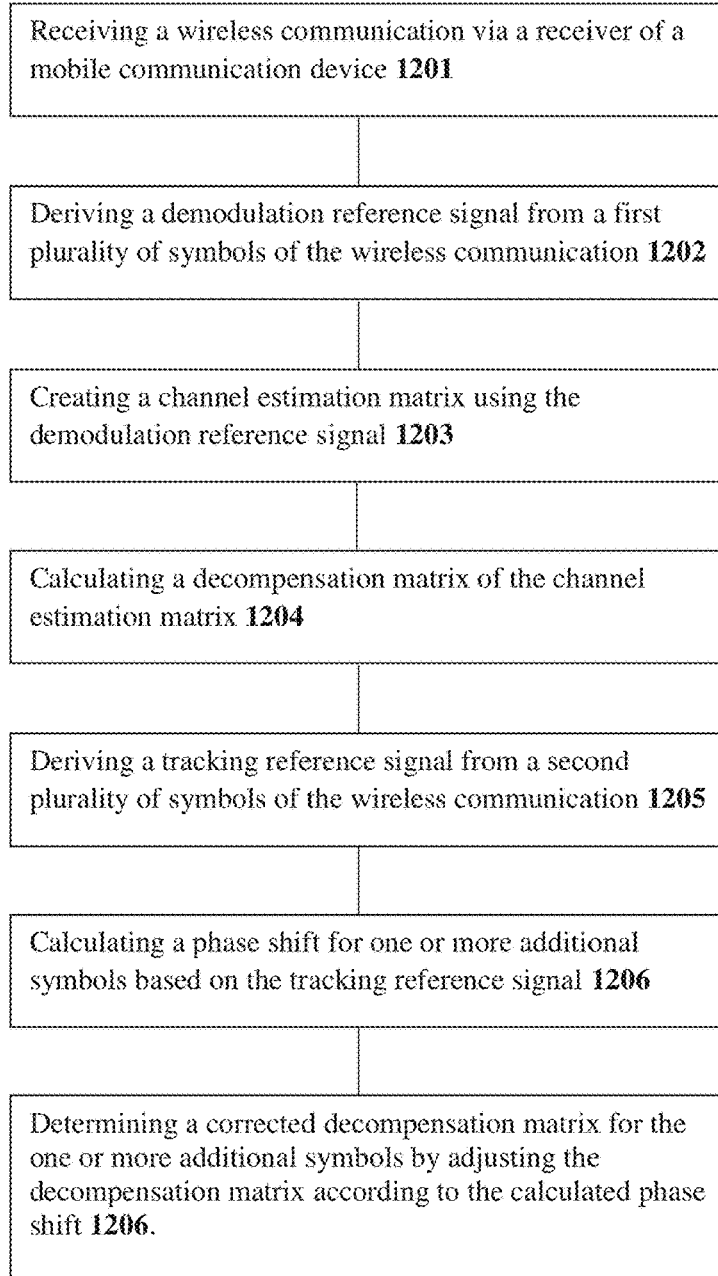 Receiving a wireless communication via a receiver of a
mobile communication device 1201
Deriving a demodulation reference signal from a first
plurality of symbols of the wireless communication 1202
Creating a channel estimation matrix using the
demodulation reference signal 1203
Calculating a decompensation matrix of the channel
estimation matrix 1204
Deriving a tracking reference signal from a second
plurality of symbols of the wireless communication 1205
Calculating a phase shift for one or more additional
symbols based on the tracking reference signal 1206
Determining a corrected decompensation matrix for the
one or more additional symbols by adjusting the
decompensation matrix according to the calculated phase
shift 1206.